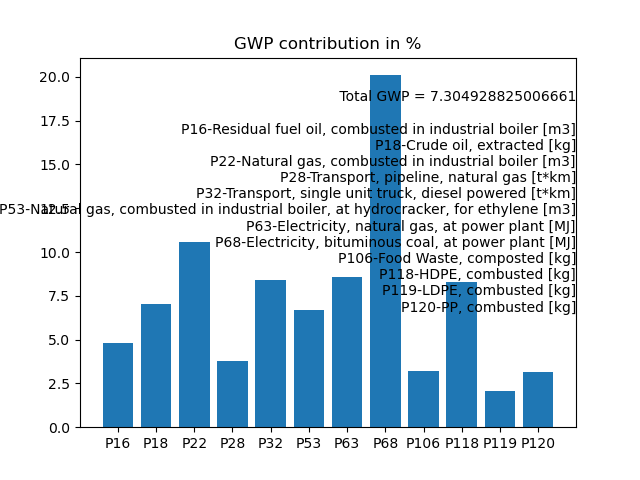 GWP contribution in %
Total GWP = 7.304928825006661
P16-Residual fuel oil, combusted in industrial boiler [m3]
P18-Crude oil, extracted [kg]
P22-Natural gas, combusted in industrial boiler [m3]
P28-Transport, pipeline, natural gas [t*km]
P32-Transport, single unit truck, diesel powered [t*km]
P53-Natural gas, combusted in industrial boiler, at hydrocracker, for ethylene [m3]
P63-Electricity, natural gas, at power plant [MJ]
P68-Electricity, bituminous coal, at power plant [MJ]
P106-Food Waste, composted [kg]
P118-HDPE, combusted [kg]
P119-LDPE, combusted [kg]
P120-PP, combusted [kg]
20.0
17.5
15.0
12.5
10.0
7.5
5.0
2.5
0.0
P16 P18 P22 P28 P32 P53 P63 P68 P106 P118 P119 P120